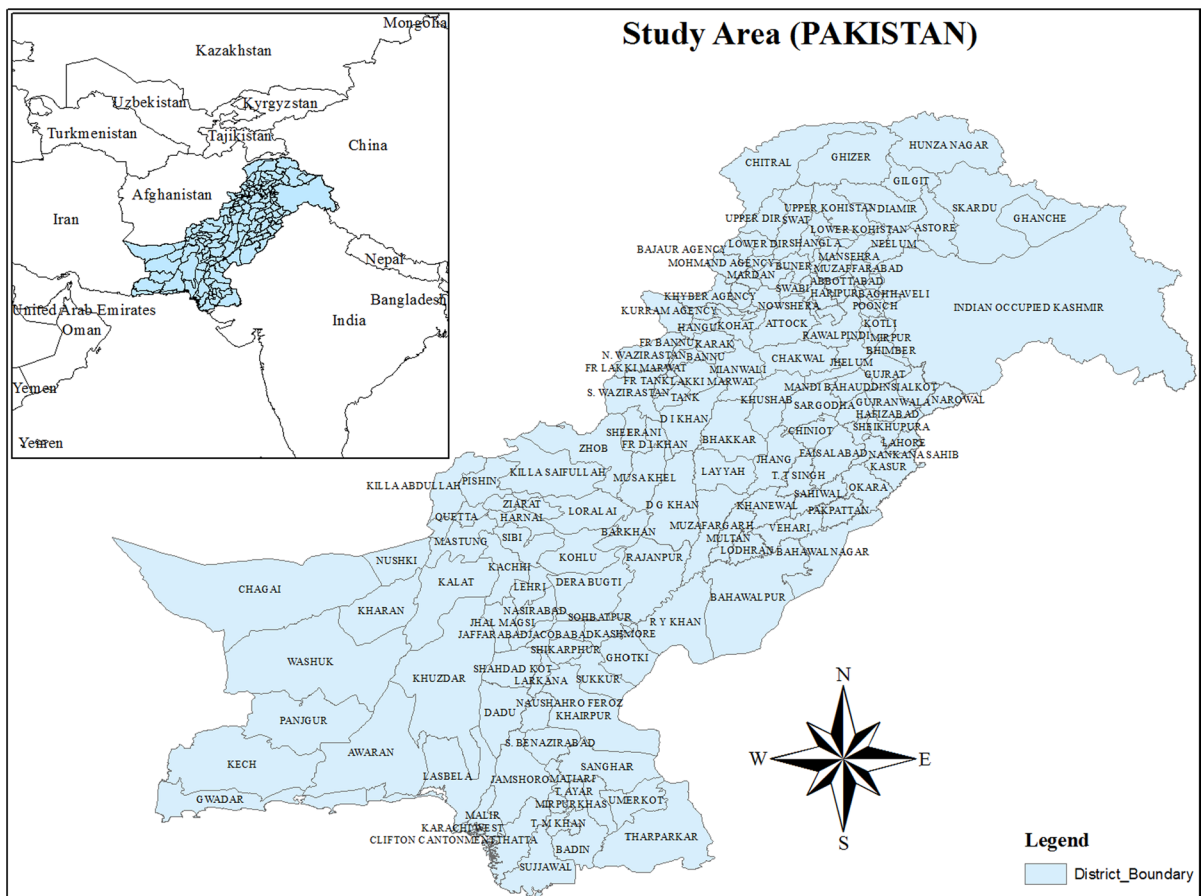 Study Area (PAKISTAN)
Mongolia
Kazakhstan
Uzbekistan
Kyrgyzstan
Turkmenistan
Tajikistan
China
Afghanistan
Iran
Nepal
United Arab Emirates
Bangladesh
Oman
India
Yemen
Yemen
HUNZA NAGAR
CHITRAL
GHIZER
GILGIT
UPPER KOHISTAN
DIAMIR
SKARDU
GHANCHE
UPPER DIR
SWAT
LOWER KOHISTAN
ASTORE
BAJAUR AGENCY
LOWER DIR
SHANGLA
NEELUM
MOHMAND AGENCY
BUNER
MANSEHRA
MARDAN
MUZAFFARABAD
SWABI
ABBOTTABAD
KHYBER AGENCY
HARIPUR
BAGH
HAVELI
NOWSHERA
POONCH
INDIAN OCCUPIED KASHMIR
KURRAM AGENCY
HANGU
KOHAT
ATTOCK
KOTLI
RAWALPINDI
MIRPUR
FR BANNU
KARAK
BHIMBER
N. WAZIRASTAN
BANNU
CHAKWAL
JHELUM
FR LAKKI MARWAT
MIANWALI
GUJRAT
FR TANK
LAKKI MARWAT
MANDI BAHAUDDIN
SIALKOT
S. WAZIRASTAN
TANK
KHUSHAB
SARGODHA
GUJRANWALA
NAROWAL
HAFIZABAD
D I KHAN
SHEERANI
CHINIOT
SHEIKHUPURA
FR D.I.KHAN
BHAKKAR
LAHORE
ZHOB
FAISALABAD
NANKANA SAHIB
JHANG
KASUR
KILLA SAIFULLAH
MUSAKHEL
LAYYAH
T. T SINGH
KILLA ABDULLAH
PISHIN
OKARA
SAHIWAL
ZIARAT
LORALAI
D G KHAN
KHANEWAL
PAKPATTAN
QUETTA
HARNAI
MUZAFARGARH
VEHARI
SIBI
BARKHAN
MULTAN
MASTUNG
LODHRAN
BAHAWALNAGAR
NUSHKI
KOHLU
RAJANPUR
KACHHI
CHAGAI
KALAT
LEHRI
DERA BUGTI
BAHAWALPUR
KHARAN
NASIRABAD
SOHBATPUR
JHAL MAGSI
R Y KHAN
JAFFARABAD
JACOBABAD
KASHMORE
SHIKARPHUR
WASHUK
GHOTKI
SHAHDAD KOT
KHUZDAR
LARKANA
SUKKUR
NAUSHAHRO FEROZ
DADU
KHAIRPUR
PANJGUR
S. BENAZIRABAD
AWARAN
KECH
SANGHAR
LASBELA
JAMSHORO
MATIARI
T. AYAR
GWADAR
MIRPUR KHAS
UMERKOT
MALIR
T. M KHAN
KARACHI WEST
CLIFTON CANTONMENT
THATTA
THARPARKAR
BADIN
SUJJAWAL
N
W
E
S
Legend
District_Boundary